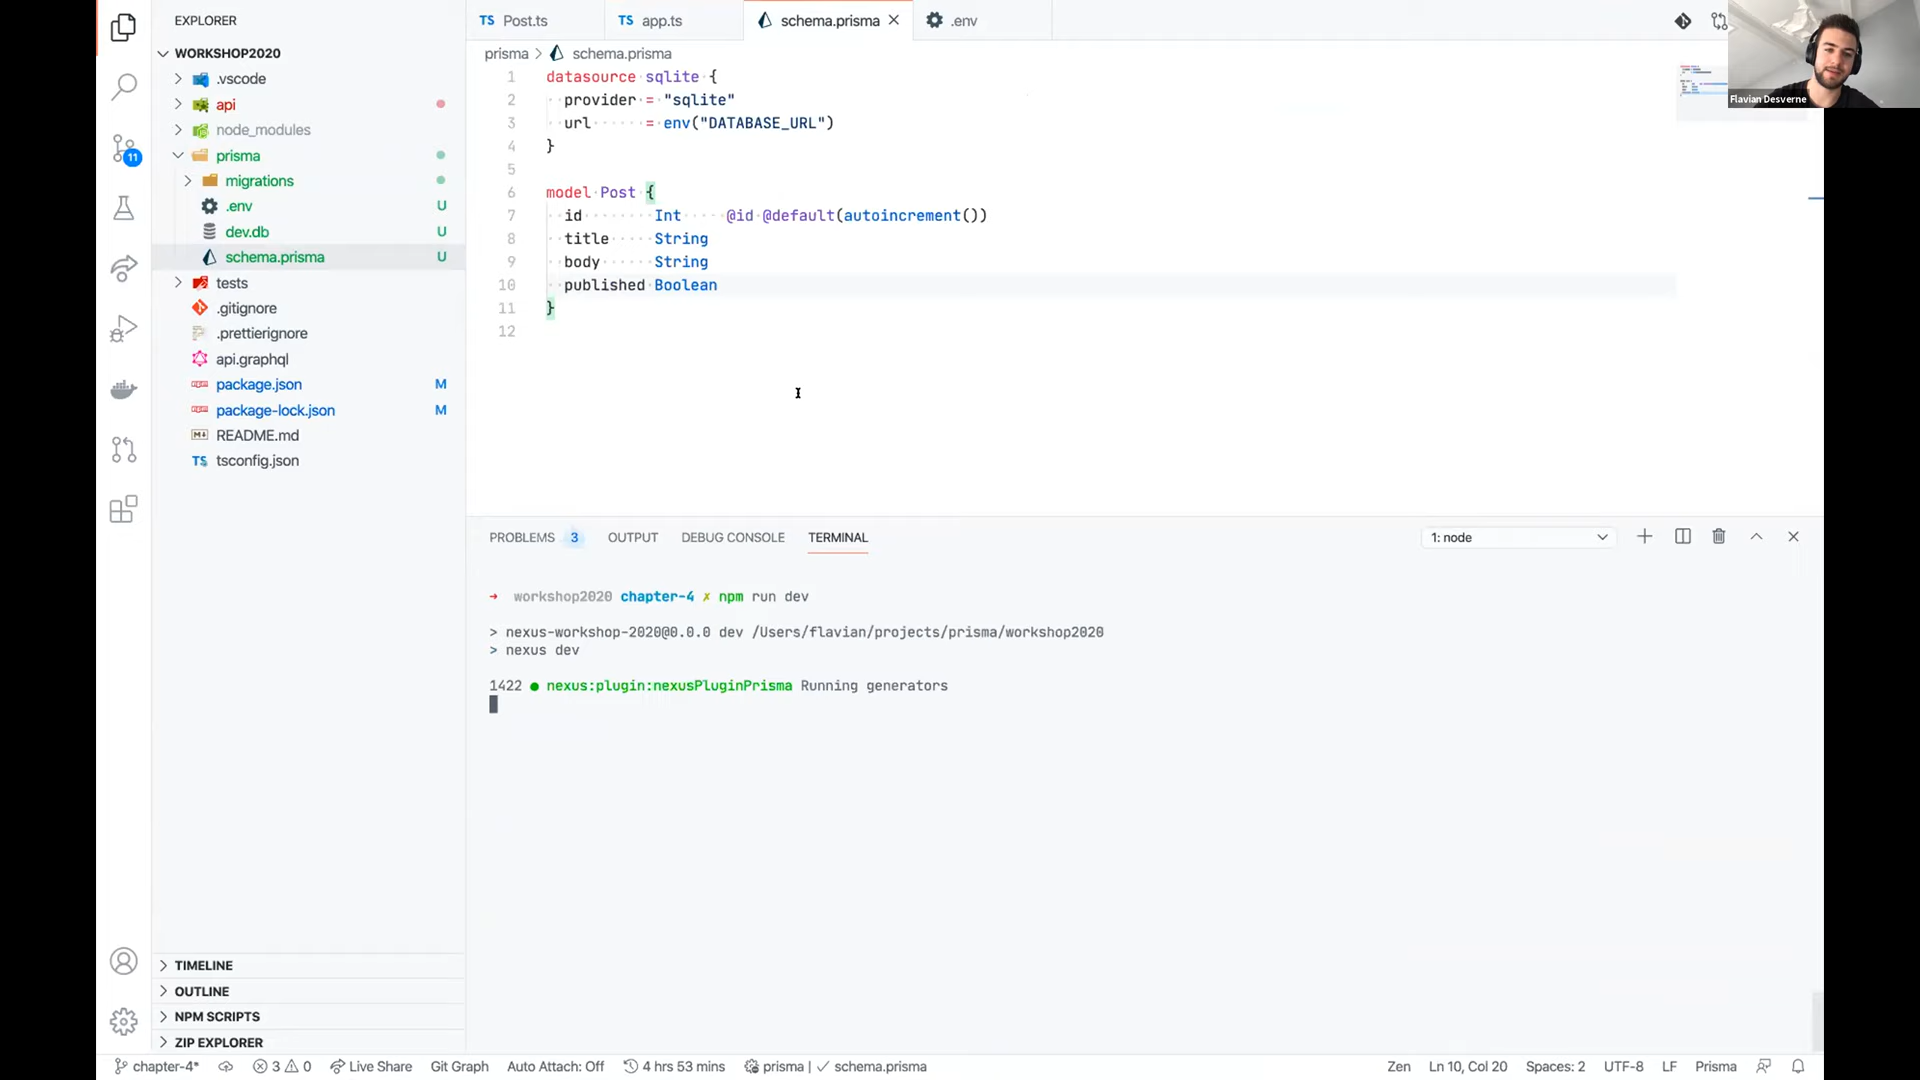 EXPLORER
WORKSHOP2020
.vscode
api
node_modules
prisma
migrations
.env U
dev.db U
schema.prisma U
tests
.gitignore
.prettierignore
api.graphql
package.json M
package-lock.json M
README.md
TS tsconfig.json
TIMELINE
OUTLINE
NPM SCRIPTS
ZIP EXPLORER
11
TS Post.ts
TS app.ts
schema.prisma
.env
prisma > schema.prisma
1 datasource sqlite {
2 provider = "sqlite"
3 url = env("DATABASE_URL")
4 }
5
6 model Post {
7 id Int @id @default(autoincrement())
8 title String
9 body String
10 published Boolean
11 }
12
Flavian Desverne
PROBLEMS 3 OUTPUT DEBUG CONSOLE TERMINAL
1: node
→ workshop2020 chapter-4 ✗ npm run dev
> nexus-workshop-2020@0.0.0 dev /Users/flavian/projects/prisma/workshop2020
> nexus dev
1422 ● nexus:plugin:nexusPluginPrisma Running generators
chapter-4* 3 0 Live Share Git Graph Auto Attach: Off 4 hrs 53 mins prisma | ✓ schema.prisma Zen Ln 10, Col 20 Spaces: 2 UTF-8 LF Prisma